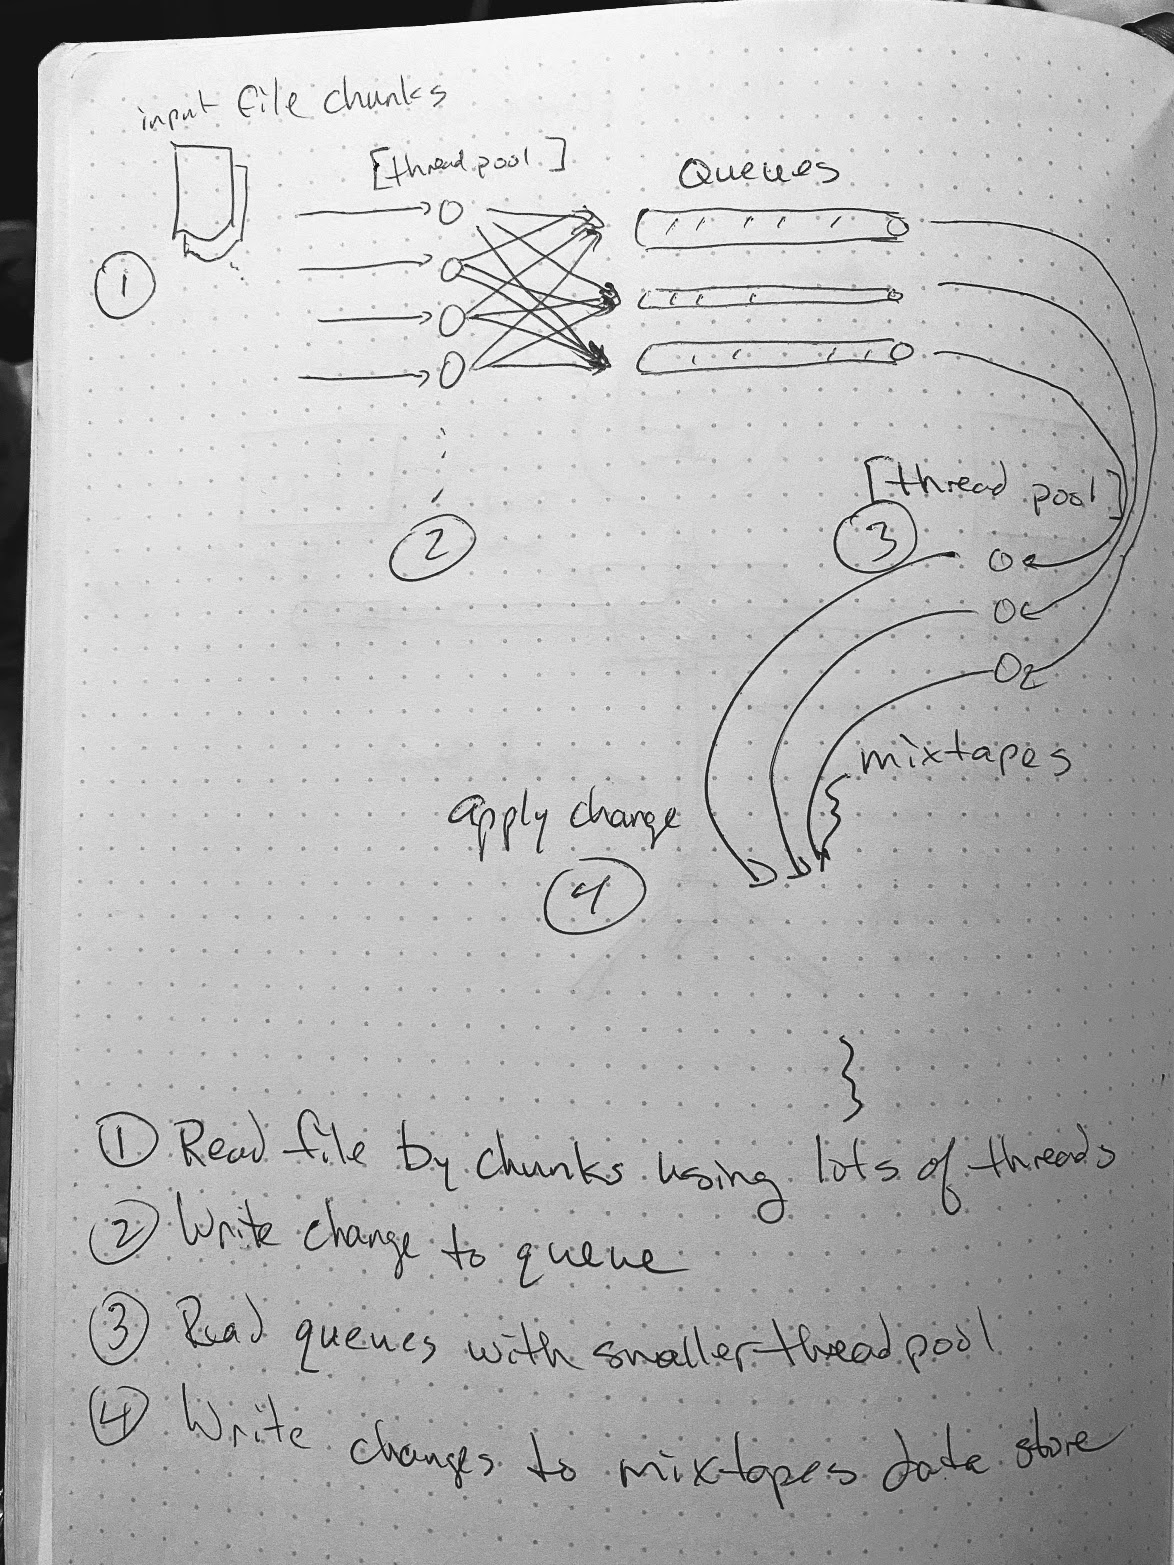 input file chunks
[thread pool]
Queues
①
②
[thread pool]
③
mixtapes
apply change
④
① Read file by chunks using lots of threads
② Write change to queue
③ Read queues with smaller thread pool
④ Write changes to mixtapes data store